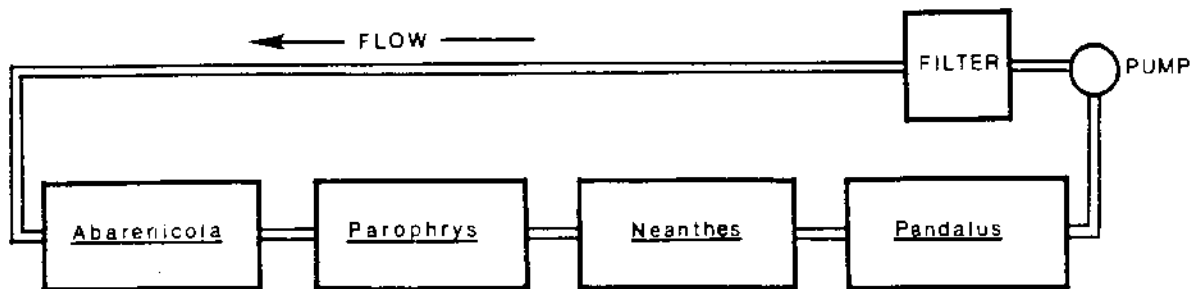 FLOW
FILTER
PUMP
Abarenicola
Parophrys
Neanthes
Pandalus